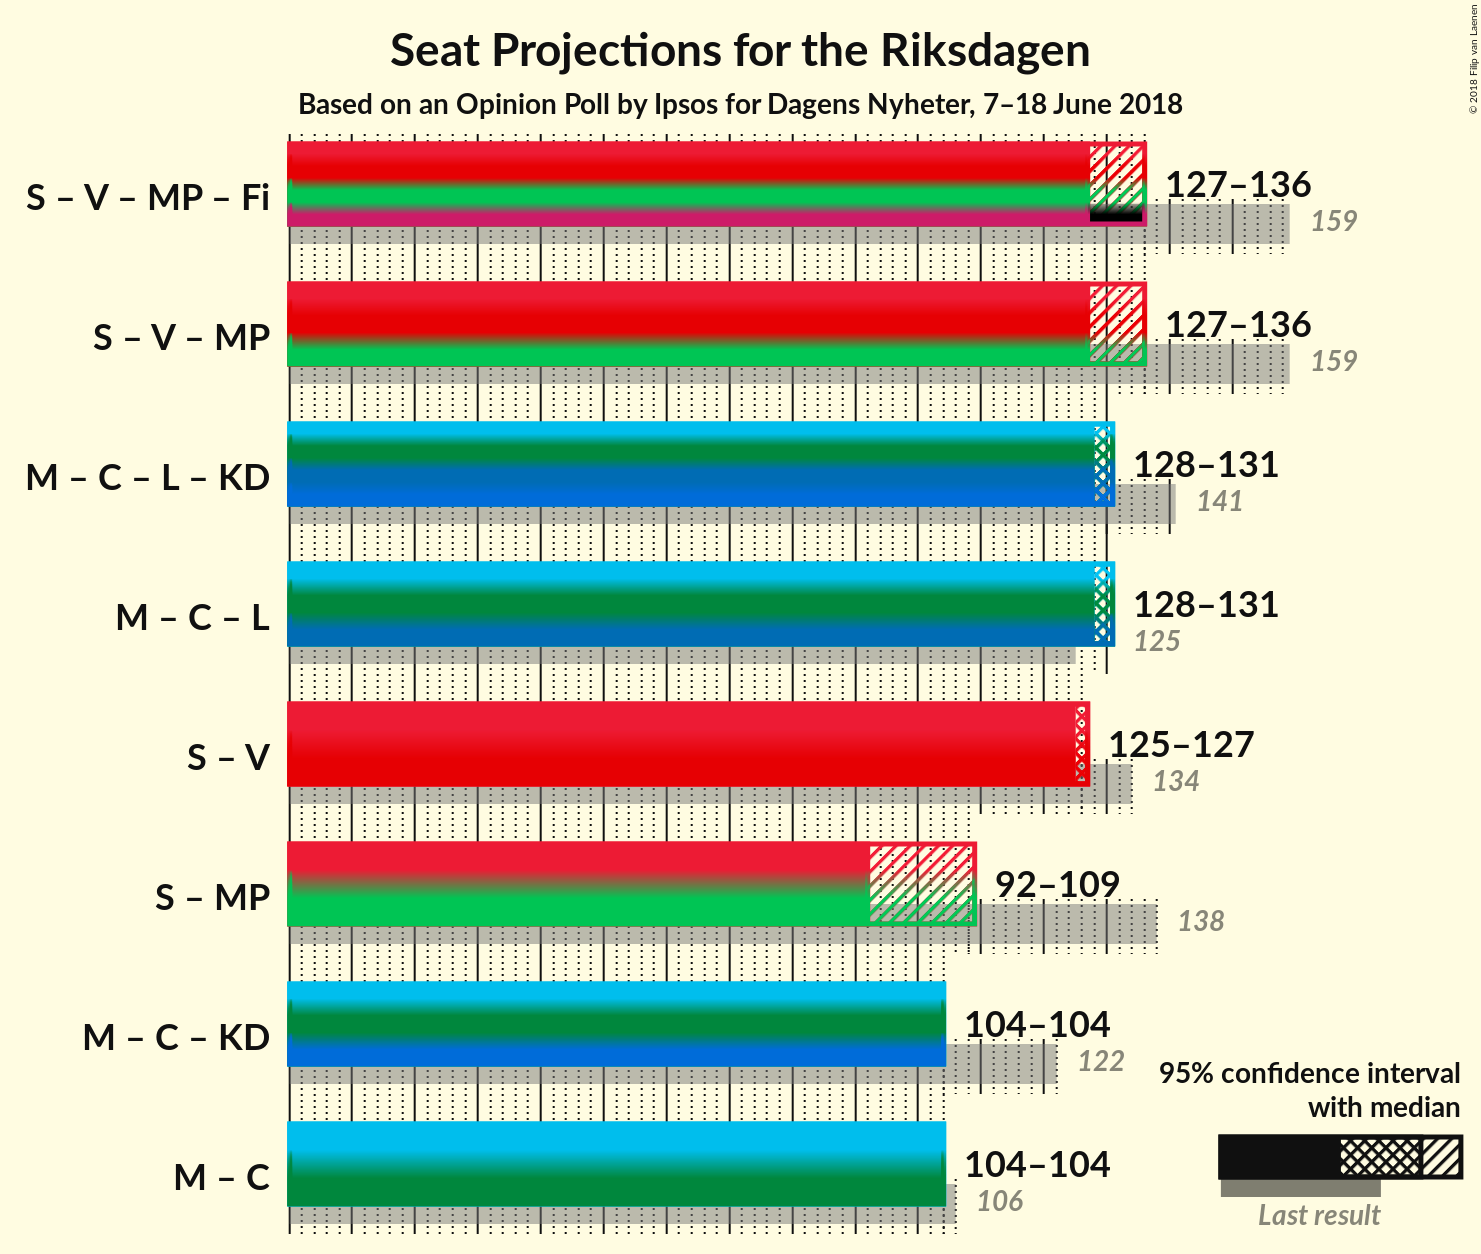 Seat Projections for the Riksdagen
Based on an Opinion Poll by Ipsos for Dagens Nyheter, 7–18 June 2018
© 2018 Filip van Laenen
S – V – MP – Fi
127–136
159
S – V – MP
127–136
159
M – C – L – KD
128–131
141
M – C – L
128–131
125
S – V
125–127
134
S – MP
92–109
138
M – C – KD
104–104
122
M – C
104–104
106
95% confidence interval
with median
Last result